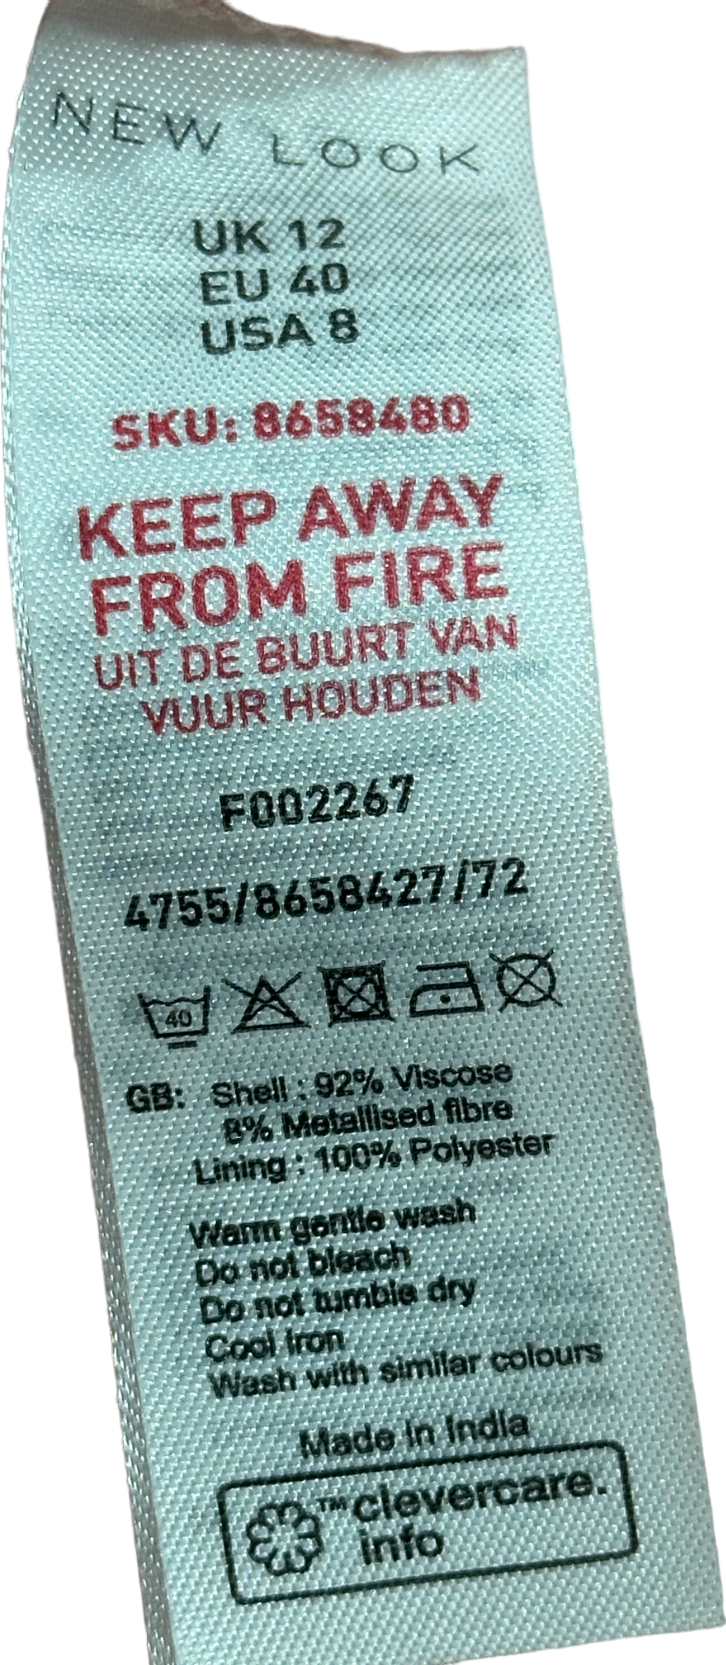 NEW LOOK
UK 12
EU 40
USA 8
SKU: 8658480
KEEP AWAY
FROM FIRE
UIT DE BUURT VAN
VUUR HOUDEN
F002267
4755/8658427/72
40
GB: Shell : 92% Viscose
8% Metallised fibre
Lining : 100% Polyester
Warm gentle wash
Do not bleach
Do not tumble dry
Cool Iron
Wash with similar colours
Made in India
™clevercare.
info